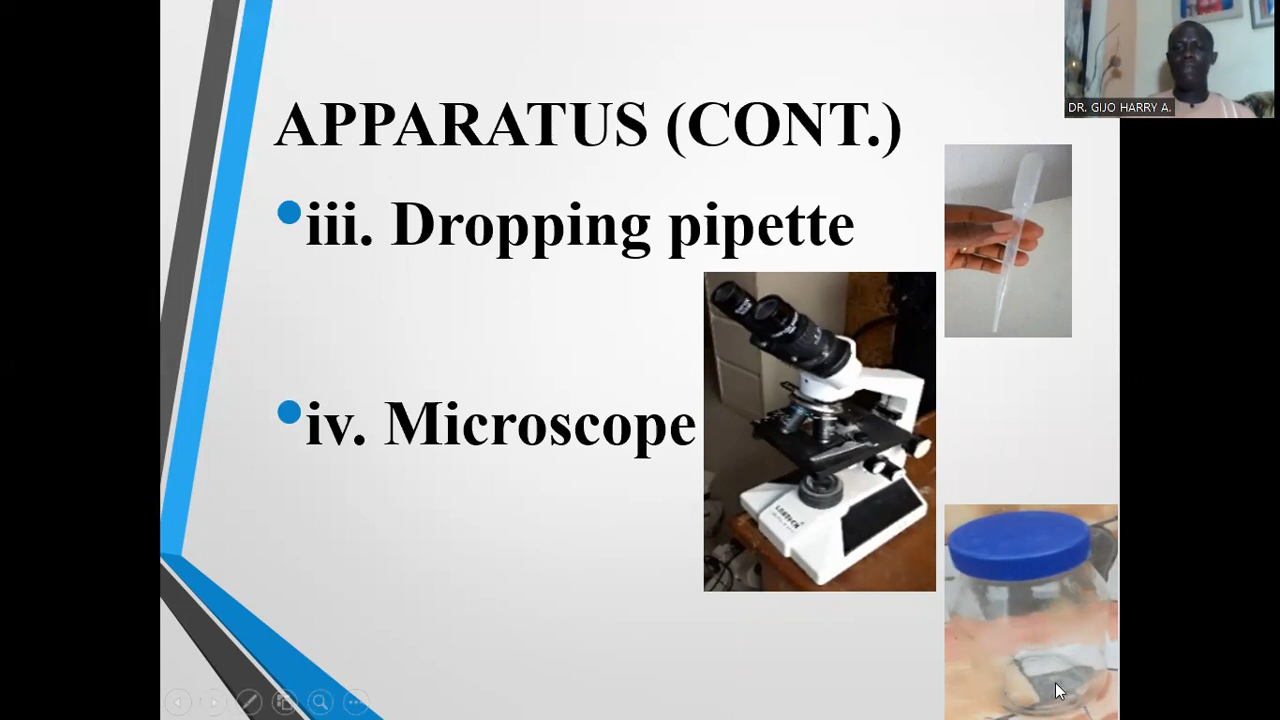 APPARATUS (CONT.)
iii. Dropping pipette
iv. Microscope
DR. GIJO HARRY A.